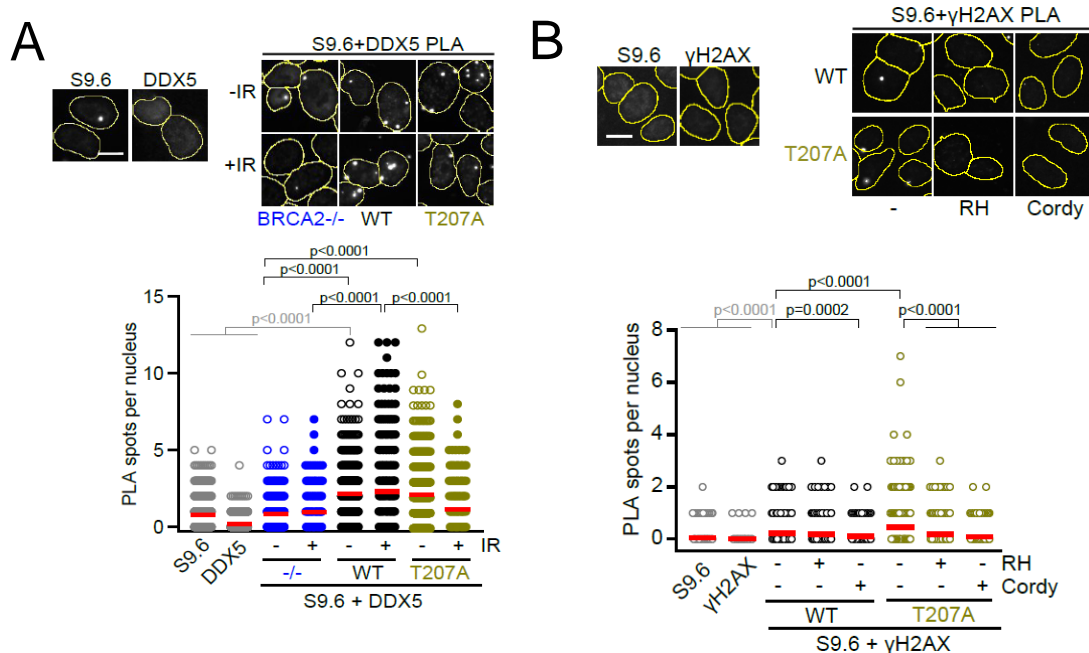 A
S9.6+DDX5 PLA
S9.6 DDX5
-IR
+IR
BRCA2-/- WT T207A
p<0.0001
p<0.0001
p<0.0001 p<0.0001
p<0.0001
PLA spots per nucleus
15
10
5
0
S9.6 DDX5 - + - + - + IR
-/- WT T207A
S9.6 + DDX5
B
S9.6+γH2AX PLA
S9.6 γH2AX
WT
T207A
- RH Cordy
p<0.0001
p<0.0001 p=0.0002 p<0.0001
PLA spots per nucleus
8
6
4
2
0
S9.6 γH2AX
- + - - + - RH
- - + - - + Cordy
WT T207A
S9.6 + γH2AX